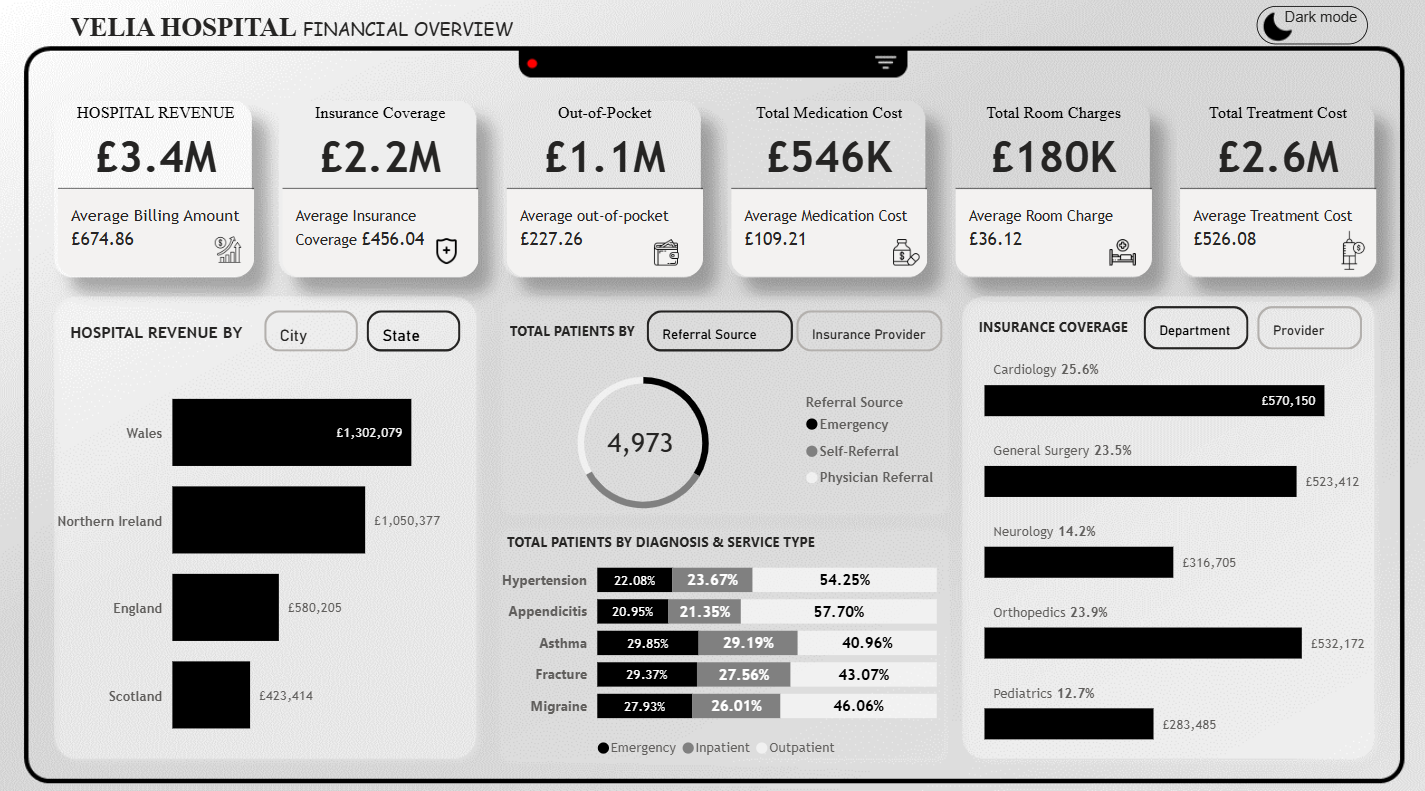 VELIA HOSPITAL FINANCIAL OVERVIEW
Dark mode
HOSPITAL REVENUE
£3.4M
Average Billing Amount
£674.86
Insurance Coverage
£2.2M
Average Insurance
Coverage £456.04
Out-of-Pocket
£1.1M
Average out-of-pocket
£227.26
Total Medication Cost
£546K
Average Medication Cost
£109.21
Total Room Charges
£180K
Average Room Charge
£36.12
Total Treatment Cost
£2.6M
Average Treatment Cost
£526.08
HOSPITAL REVENUE BY
City
State
Wales
£1,302,079
Northern Ireland
£1,050,377
England
£580,205
Scotland
£423,414
TOTAL PATIENTS BY
Referral Source
Insurance Provider
4,973
Referral Source
Emergency
Self-Referral
Physician Referral
TOTAL PATIENTS BY DIAGNOSIS & SERVICE TYPE
Hypertension 22.08% 23.67% 54.25%
Appendicitis 20.95% 21.35% 57.70%
Asthma 29.85% 29.19% 40.96%
Fracture 29.37% 27.56% 43.07%
Migraine 27.93% 26.01% 46.06%
Emergency Inpatient Outpatient
INSURANCE COVERAGE
Department
Provider
Cardiology 25.6%
£570,150
General Surgery 23.5%
£523,412
Neurology 14.2%
£316,705
Orthopedics 23.9%
£532,172
Pediatrics 12.7%
£283,485